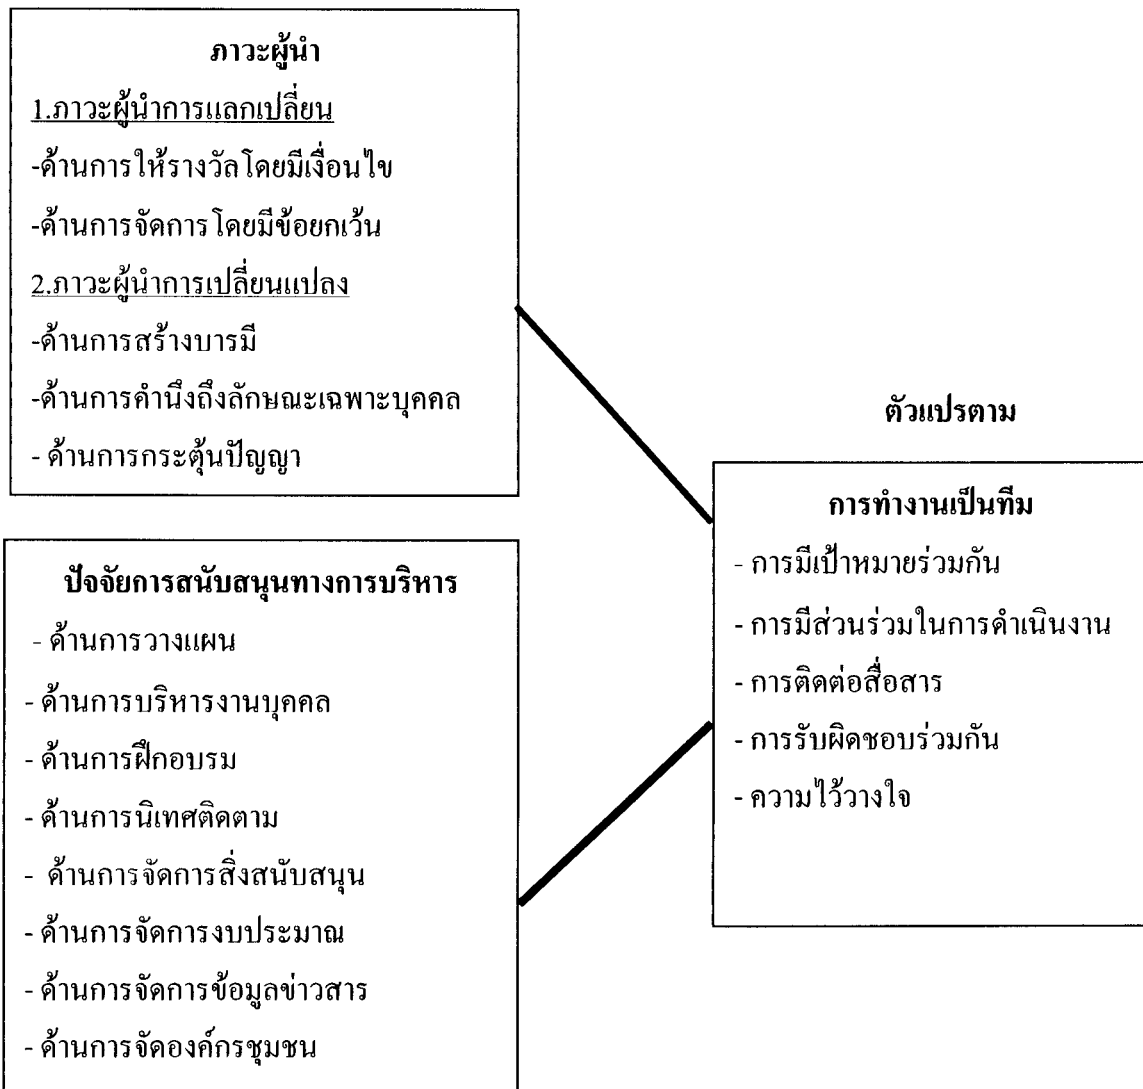 ภาวะผู้นำ
1.ภาวะผู้นำการแลกเปลี่ยน
-ด้านการให้รางวัลโดยมีเงื่อนไข
-ด้านการจัดการโดยมีข้อยกเว้น
2.ภาวะผู้นำการเปลี่ยนแปลง
-ด้านการสร้างบารมี
-ด้านการคำนึงถึงลักษณะเฉพาะบุคคล
- ด้านการกระตุ้นปัญญา
ปัจจัยการสนับสนุนทางการบริหาร
- ด้านการวางแผน
- ด้านการบริหารงานบุคคล
- ด้านการฝึกอบรม
- ด้านการนิเทศติดตาม
- ด้านการจัดการสิ่งสนับสนุน
- ด้านการจัดการงบประมาณ
- ด้านการจัดการข้อมูลข่าวสาร
- ด้านการจัดองค์กรชุมชน
ตัวแปรตาม
การทำงานเป็นทีม
- การมีเป้าหมายร่วมกัน
- การมีส่วนร่วมในการดำเนินงาน
- การติดต่อสื่อสาร
- การรับผิดชอบร่วมกัน
- ความไว้วางใจ